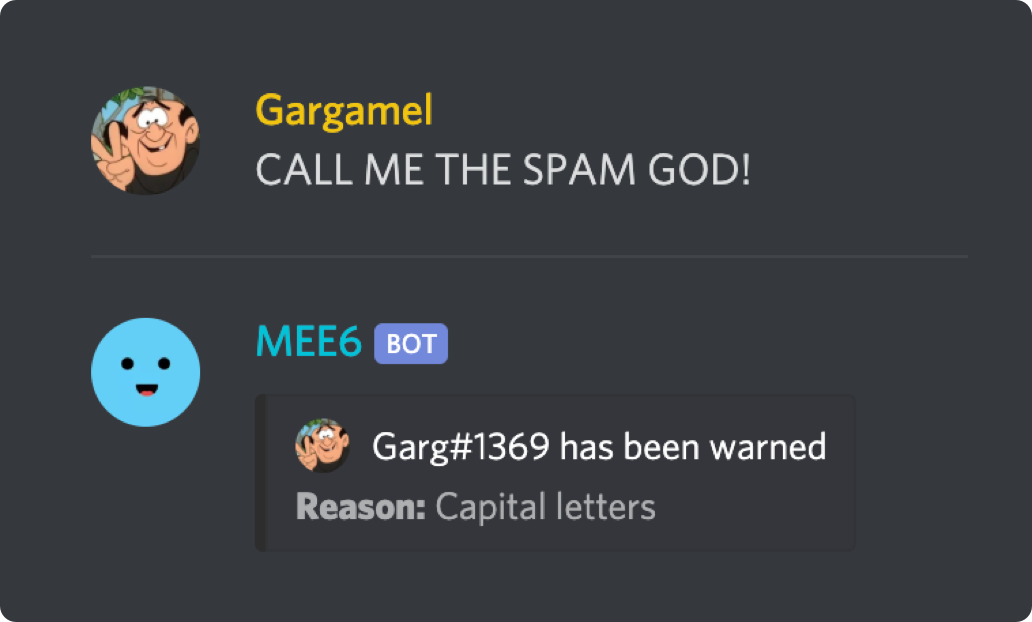 Gargamel
CALL ME THE SPAM GOD!
MEE6 BOT
Garg#1369 has been warned
Reason: Capital letters